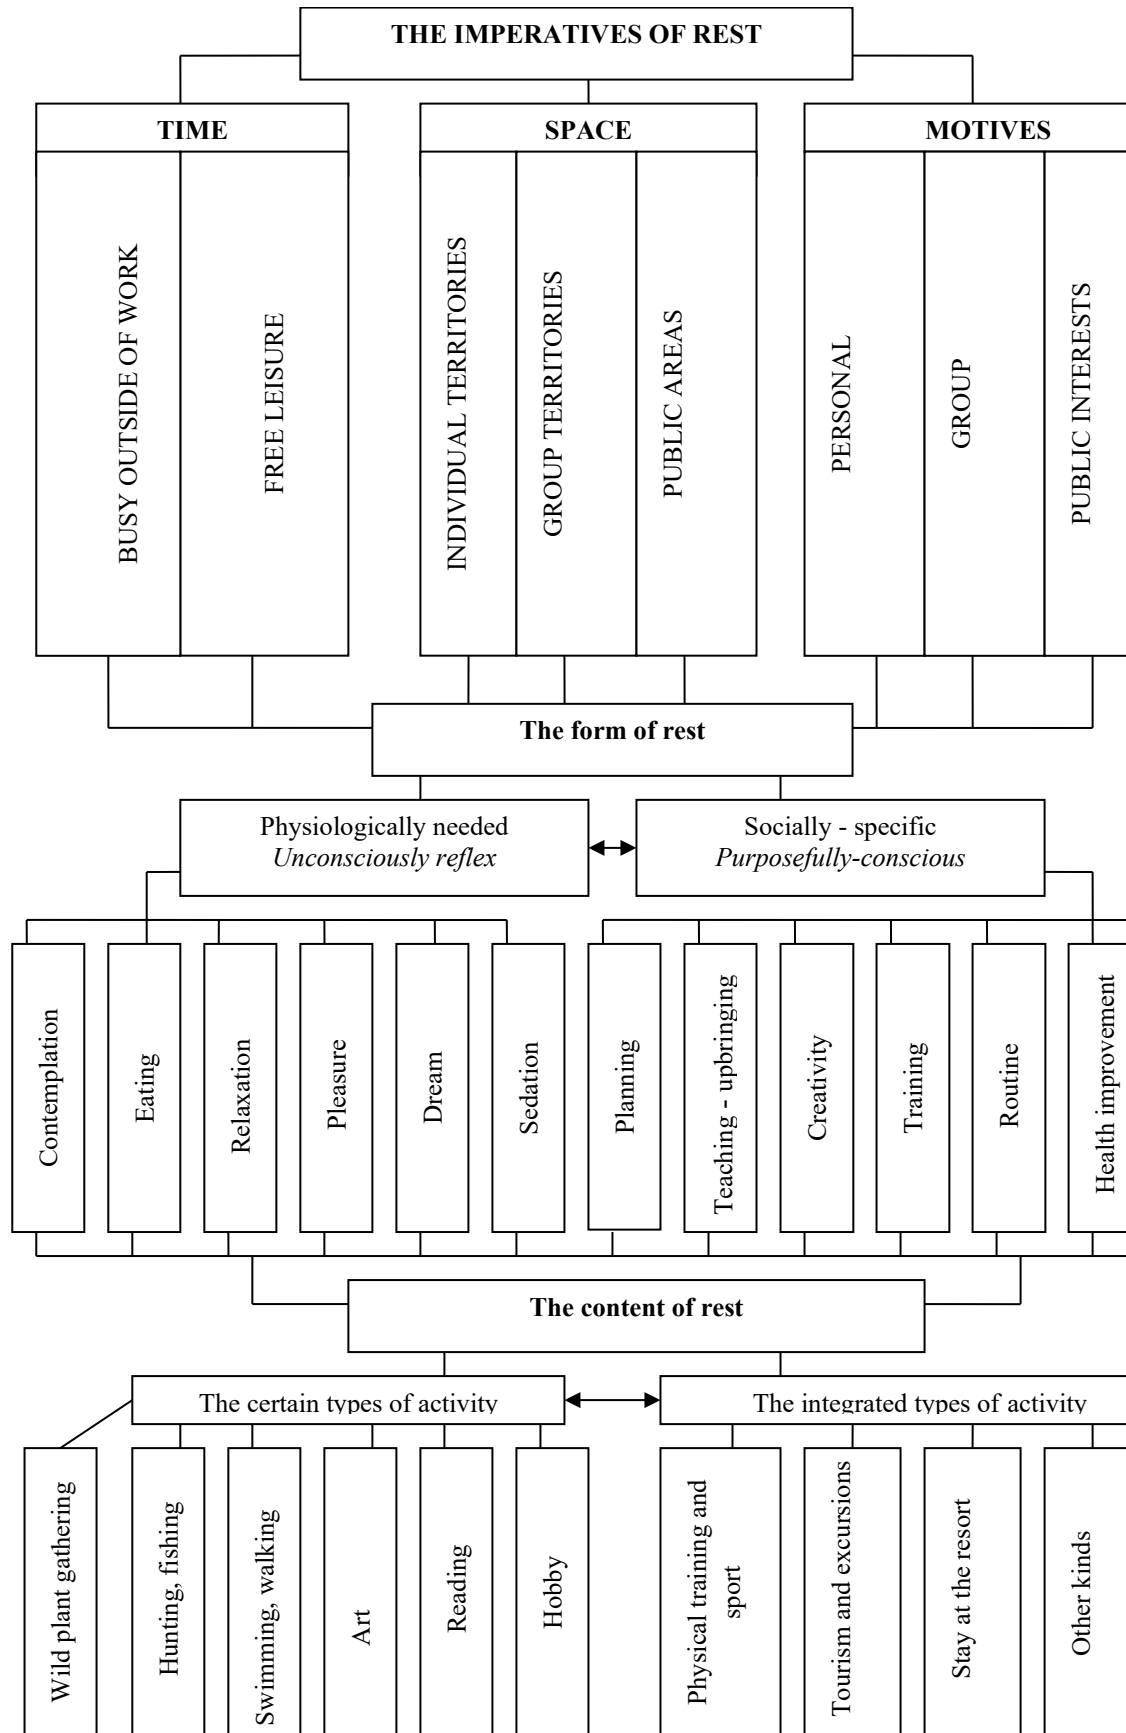 THE IMPERATIVES OF REST
TIME
SPACE
MOTIVES
BUSY OUTSIDE OF WORK
FREE LEISURE
INDIVIDUAL TERRITORIES
GROUP TERRITORIES
PUBLIC AREAS
PERSONAL
GROUP
PUBLIC INTERESTS
The form of rest
Physiologically needed
Unconsciously reflex
Socially - specific
Purposefully-conscious
Contemplation
Eating
Relaxation
Pleasure
Dream
Sedation
Planning
Teaching - upbringing
Creativity
Training
Routine
Health improvement
The content of rest
The certain types of activity
The integrated types of activity
Wild plant gathering
Hunting, fishing
Swimming, walking
Art
Reading
Hobby
Physical training and
sport
Tourism and excursions
Stay at the resort
Other kinds